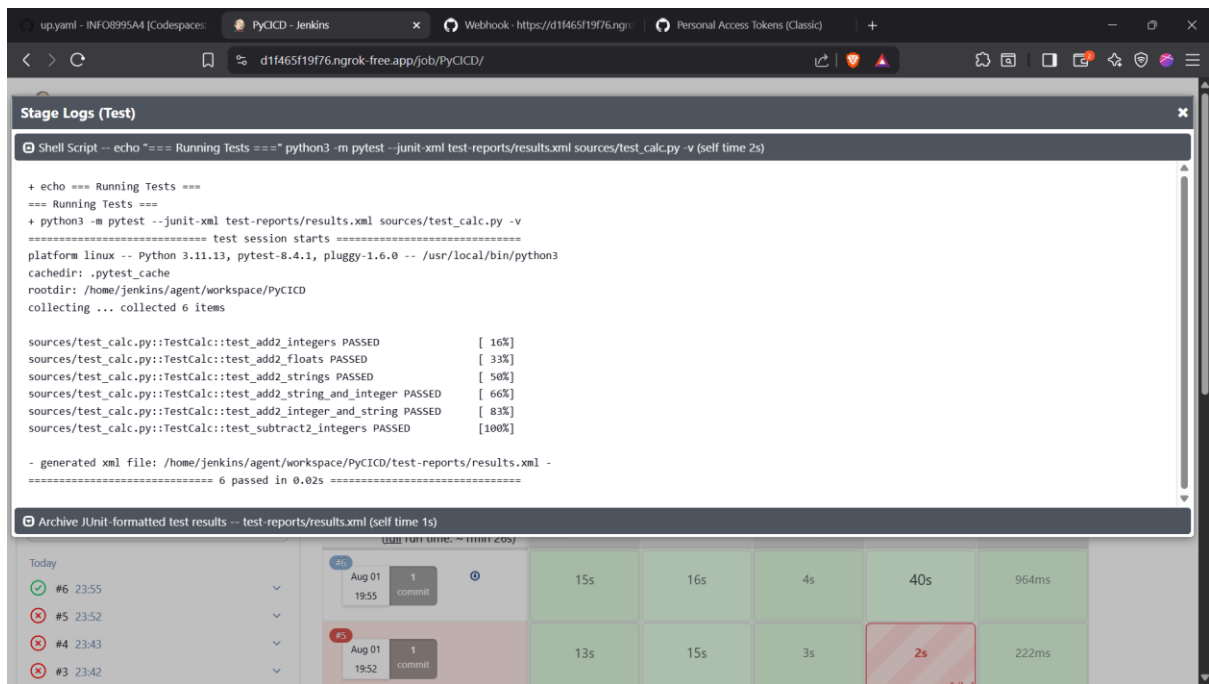 up.yaml - INFO8995A4 [Codespaces:
PyCICD - Jenkins
Webhook · https://d1f465f19f76.ngro
Personal Access Tokens (Classic)
d1f465f19f76.ngrok-free.app/job/PyCICD/
Stage Logs (Test)
Shell Script -- echo "=== Running Tests ===" python3 -m pytest --junit-xml test-reports/results.xml sources/test_calc.py -v (self time 2s)
+ echo === Running Tests ===
=== Running Tests ===
+ python3 -m pytest --junit-xml test-reports/results.xml sources/test_calc.py -v
============================= test session starts ==============================
platform linux -- Python 3.11.13, pytest-8.4.1, pluggy-1.6.0 -- /usr/local/bin/python3
cachedir: .pytest_cache
rootdir: /home/jenkins/agent/workspace/PyCICD
collecting ... collected 6 items
sources/test_calc.py::TestCalc::test_add2_integers PASSED [ 16%]
sources/test_calc.py::TestCalc::test_add2_floats PASSED [ 33%]
sources/test_calc.py::TestCalc::test_add2_strings PASSED [ 50%]
sources/test_calc.py::TestCalc::test_add2_string_and_integer PASSED [ 66%]
sources/test_calc.py::TestCalc::test_add2_integer_and_string PASSED [ 83%]
sources/test_calc.py::TestCalc::test_subtract2_integers PASSED [100%]
- generated xml file: /home/jenkins/agent/workspace/PyCICD/test-reports/results.xml -
============================== 6 passed in 0.02s ===============================
Archive JUnit-formatted test results -- test-reports/results.xml (self time 1s)
(full run time: ~ 1min 26s)
Today
#6 23:55
#5 23:52
#4 23:43
#3 23:42
#6
Aug 01
19:55
1
commit
15s
16s
4s
40s
964ms
#5
Aug 01
19:52
1
commit
13s
15s
3s
2s
222ms